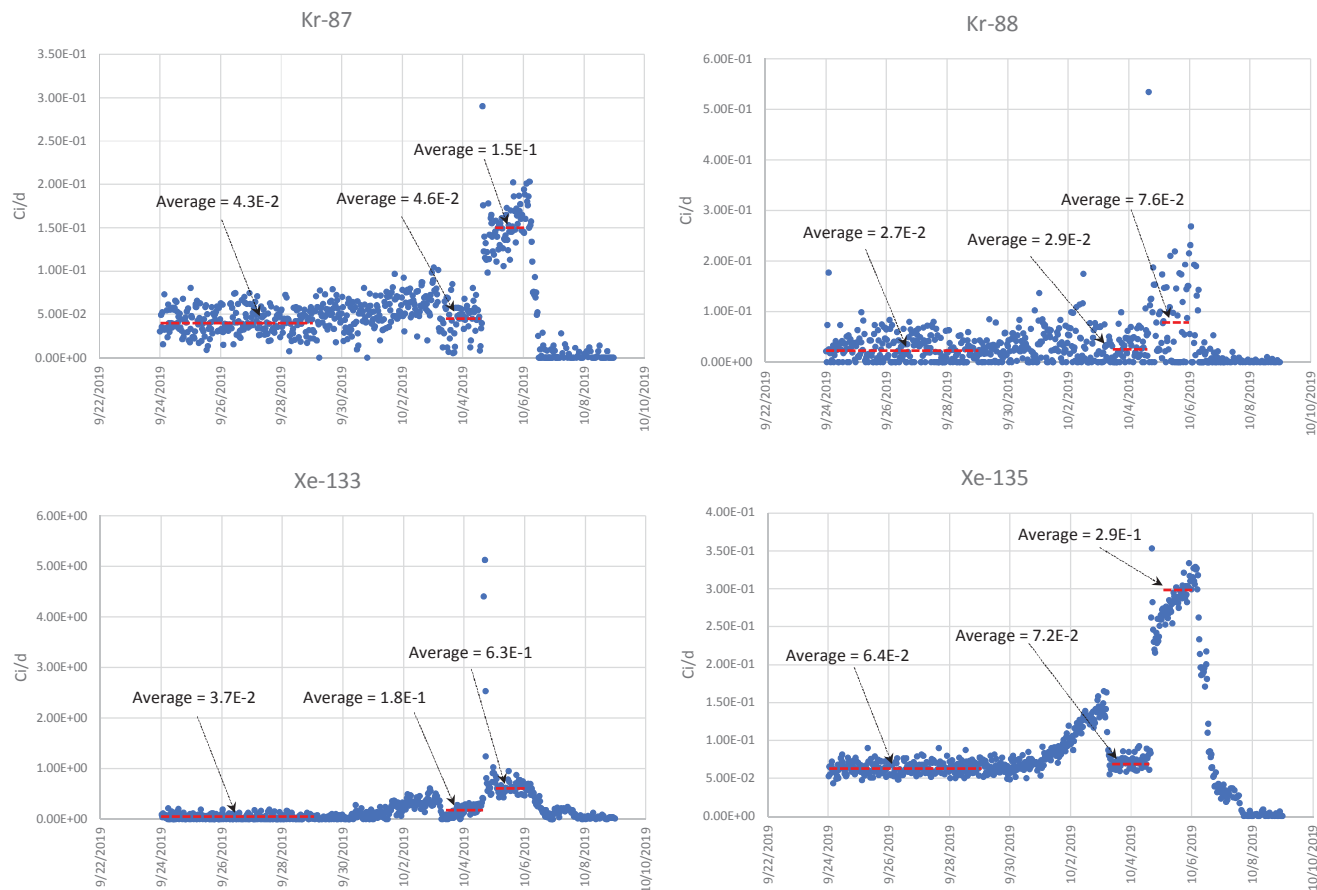 Kr-87
3.50E-01
3.00E-01
2.50E-01
2.00E-01
1.50E-01
1.00E-01
5.00E-02
0.00E+00
Ci/d
Average = 4.3E-2
Average = 4.6E-2
Average = 1.5E-1
9/22/2019
9/24/2019
9/26/2019
9/28/2019
9/30/2019
10/2/2019
10/4/2019
10/6/2019
10/8/2019
10/10/2019
Kr-88
6.00E-01
5.00E-01
4.00E-01
3.00E-01
2.00E-01
1.00E-01
0.00E+00
Average = 2.7E-2
Average = 2.9E-2
Average = 7.6E-2
9/22/2019
9/24/2019
9/26/2019
9/28/2019
9/30/2019
10/2/2019
10/4/2019
10/6/2019
10/8/2019
10/10/2019
Xe-133
6.00E+00
5.00E+00
4.00E+00
3.00E+00
2.00E+00
1.00E+00
0.00E+00
Ci/d
Average = 3.7E-2
Average = 1.8E-1
Average = 6.3E-1
9/22/2019
9/24/2019
9/26/2019
9/28/2019
9/30/2019
10/2/2019
10/4/2019
10/6/2019
10/8/2019
10/10/2019
Xe-135
4.00E-01
3.50E-01
3.00E-01
2.50E-01
2.00E-01
1.50E-01
1.00E-01
5.00E-02
0.00E+00
Ci/d
Average = 6.4E-2
Average = 7.2E-2
Average = 2.9E-1
9/22/2019
9/24/2019
9/26/2019
9/28/2019
9/30/2019
10/2/2019
10/4/2019
10/6/2019
10/8/2019
10/10/2019